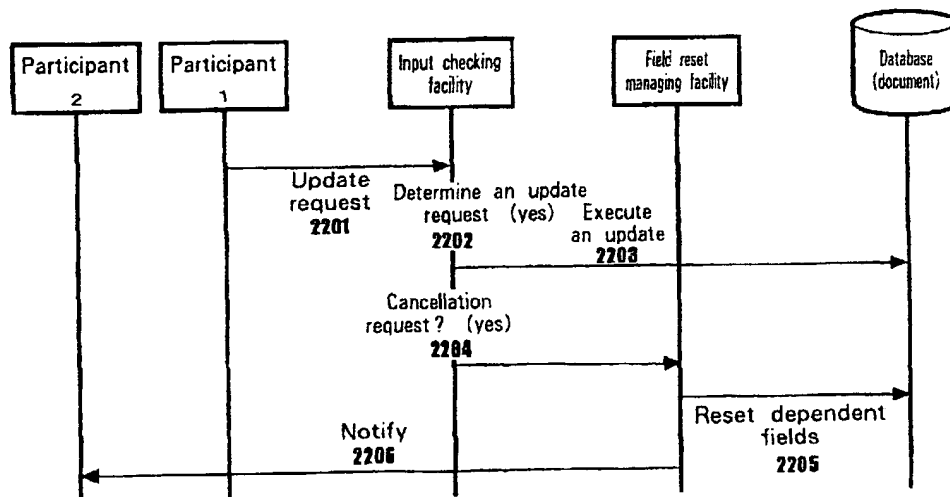 Participant
2
Participant
1
Input checking
facility
Field reset
managing facility
Database
(document)
Update
request
2201
Determine an update
request (yes)
2202
Execute
an update
2203
Cancellation
request? (yes)
2204
Reset dependent
fields
2205
Notify
2206